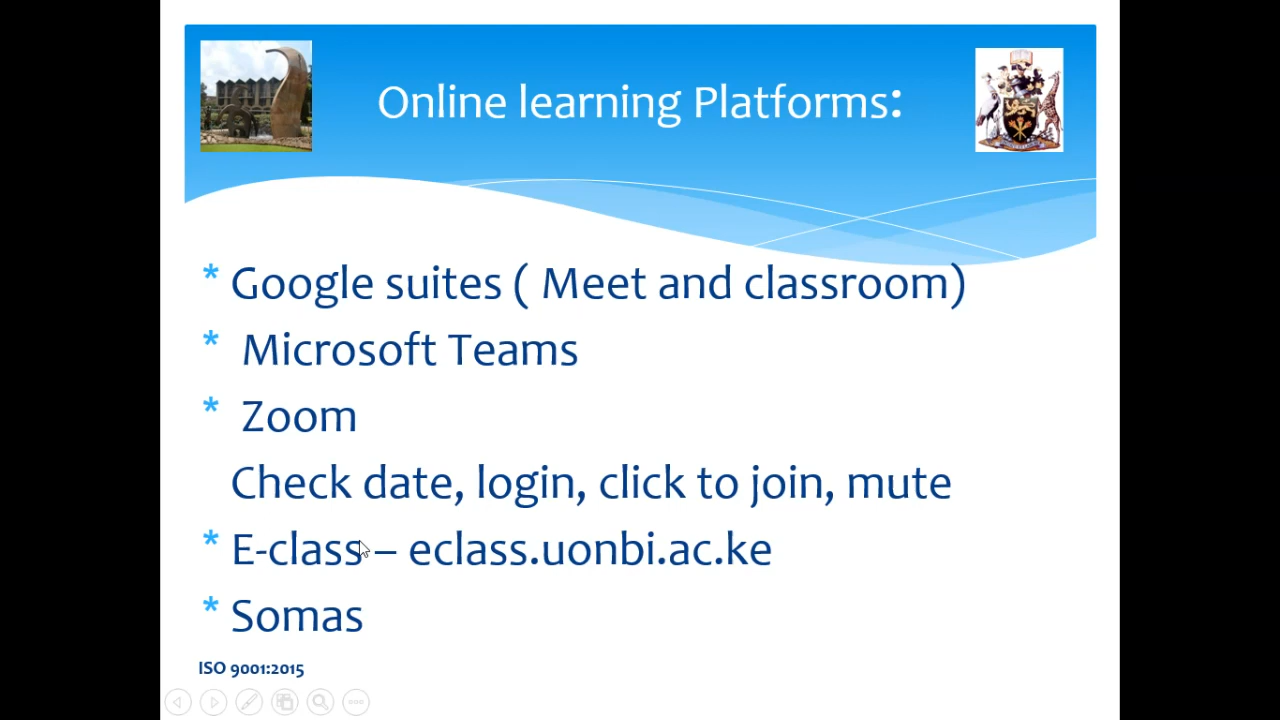 Online learning Platforms:
* Google suites ( Meet and classroom)
* Microsoft Teams
* Zoom
Check date, login, click to join, mute
* E-class – eclass.uonbi.ac.ke
* Somas
ISO 9001:2015